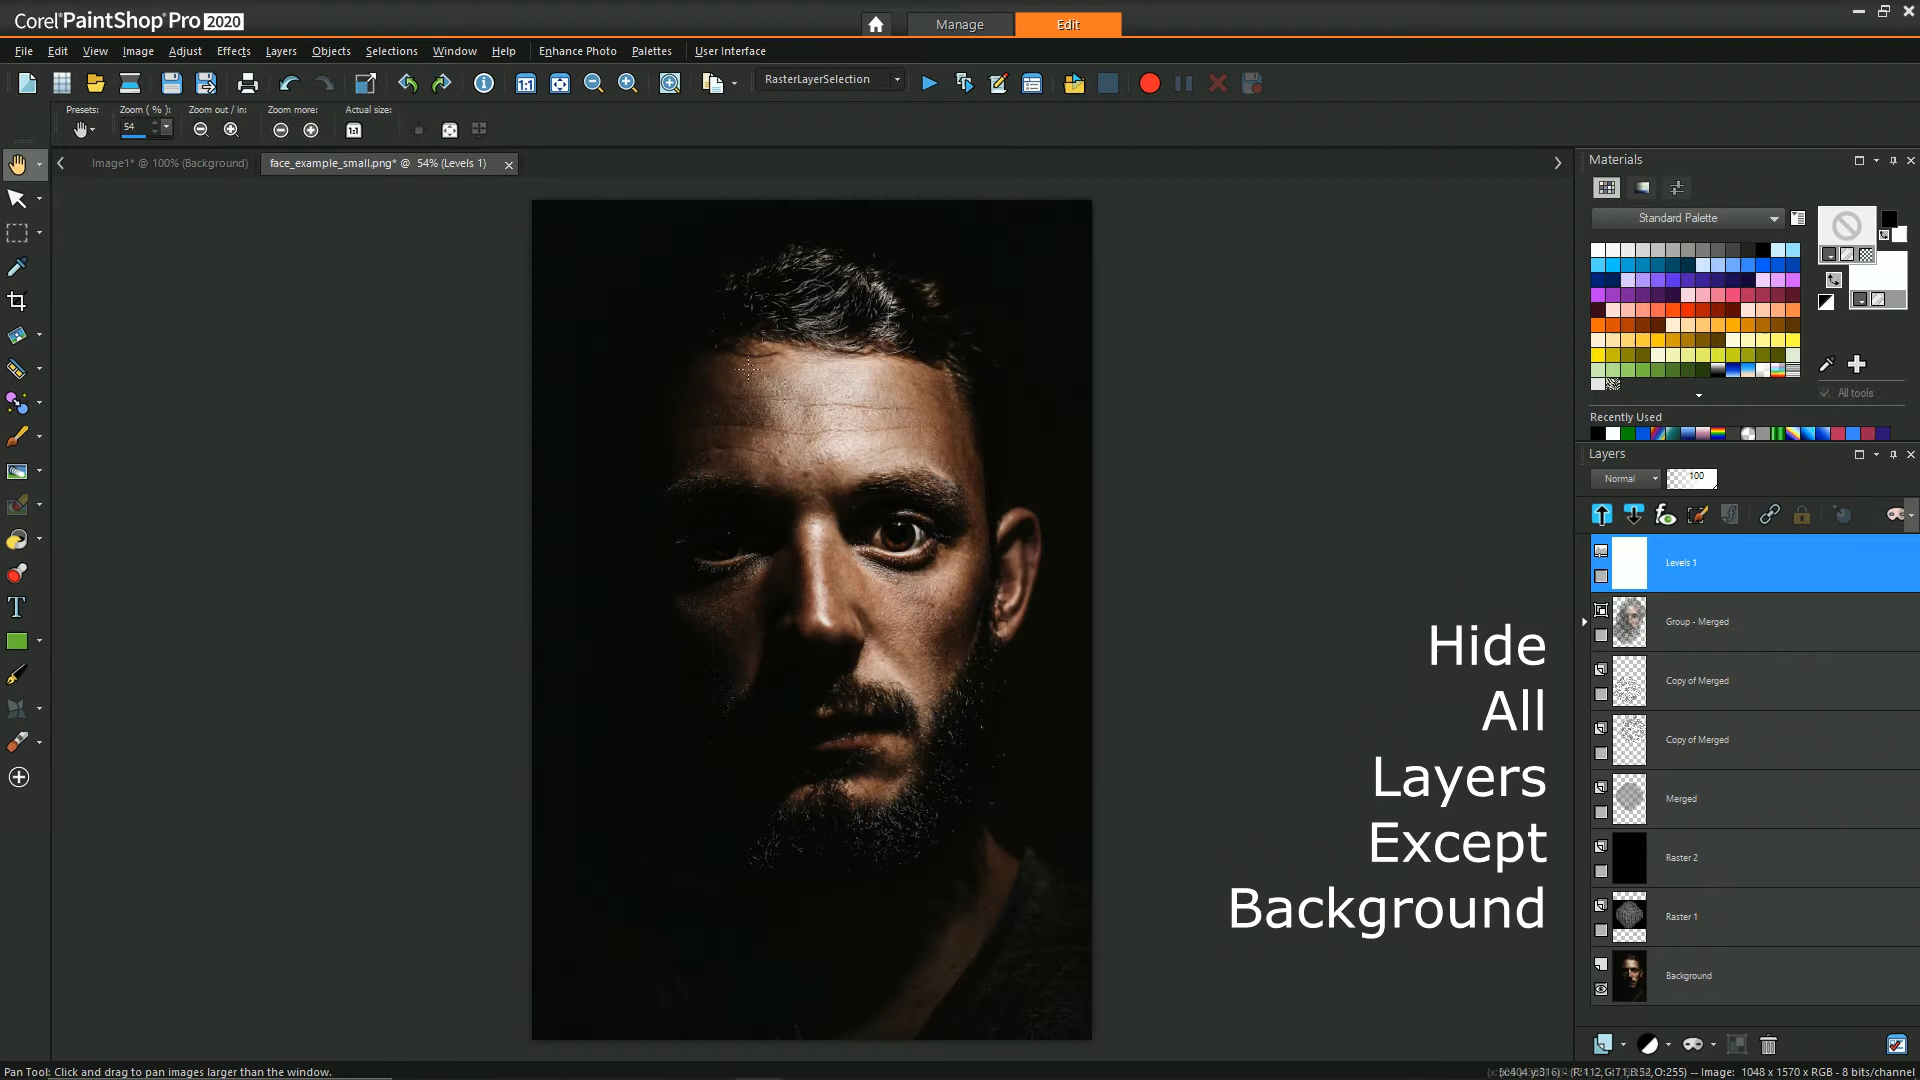 Corel PaintShop Pro 2020
Manage
Edit
File Edit View Image Adjust Effects Layers Objects Selections Window Help Enhance Photo Palettes User Interface
RasterLayerSelection
Presets: Zoom ( % ): Zoom out / in: Zoom more: Actual size:
54
Image1* @ 100% (Background)
face_example_small.png* @ 54% (Levels 1)
Materials
Standard Palette
All tools
Recently Used
Layers
Normal
100
Levels 1
Group - Merged
Copy of Merged
Copy of Merged
Merged
Raster 2
Raster 1
Background
Hide
All
Layers
Except
Background
Pan Tool: Click and drag to pan images larger than the window.
-- Image: 1048 x 1570 x RGB - 8 bits/channel